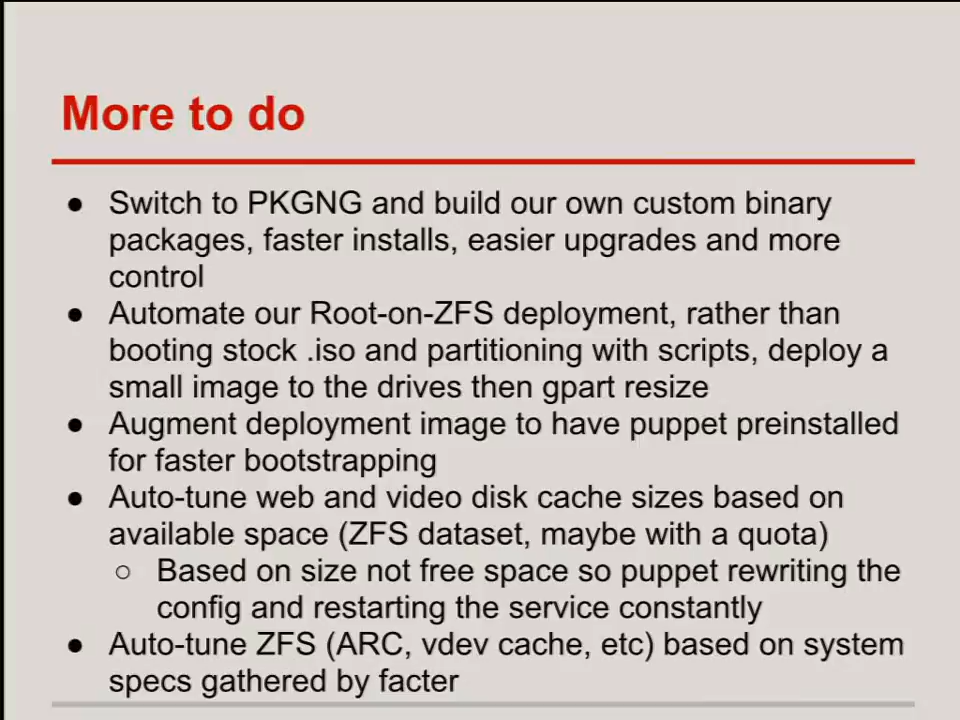 More to do
● Switch to PKGNG and build our own custom binary
packages, faster installs, easier upgrades and more
control
● Automate our Root-on-ZFS deployment, rather than
booting stock .iso and partitioning with scripts, deploy a
small image to the drives then gpart resize
● Augment deployment image to have puppet preinstalled
for faster bootstrapping
● Auto-tune web and video disk cache sizes based on
available space (ZFS dataset, maybe with a quota)
○ Based on size not free space so puppet rewriting the
config and restarting the service constantly
● Auto-tune ZFS (ARC, vdev cache, etc) based on system
specs gathered by facter